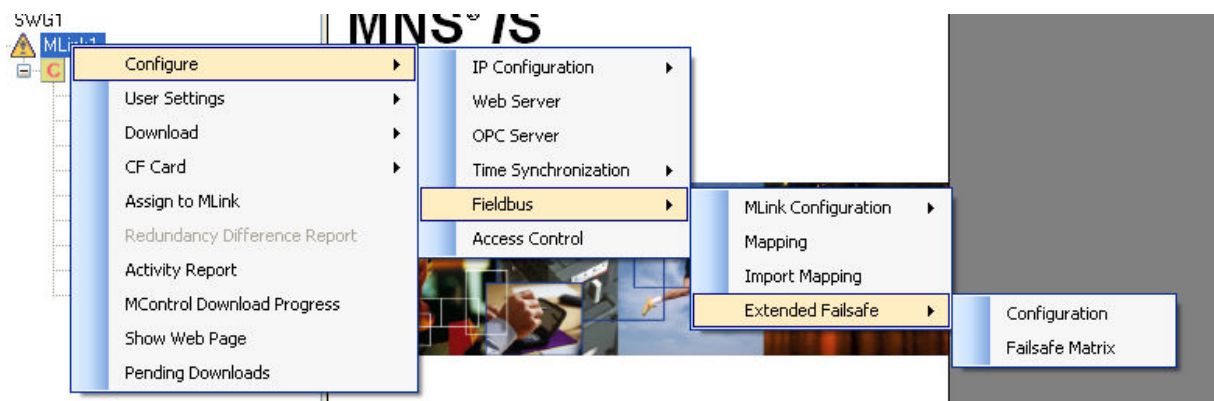 SWG1
MNS® iS
MLink1
C
Configure
User Settings
Download
CF Card
Assign to MLink
Redundancy Difference Report
Activity Report
MControl Download Progress
Show Web Page
Pending Downloads
IP Configuration
Web Server
OPC Server
Time Synchronization
Fieldbus
Access Control
MLink Configuration
Mapping
Import Mapping
Extended Failsafe
Configuration
Failsafe Matrix